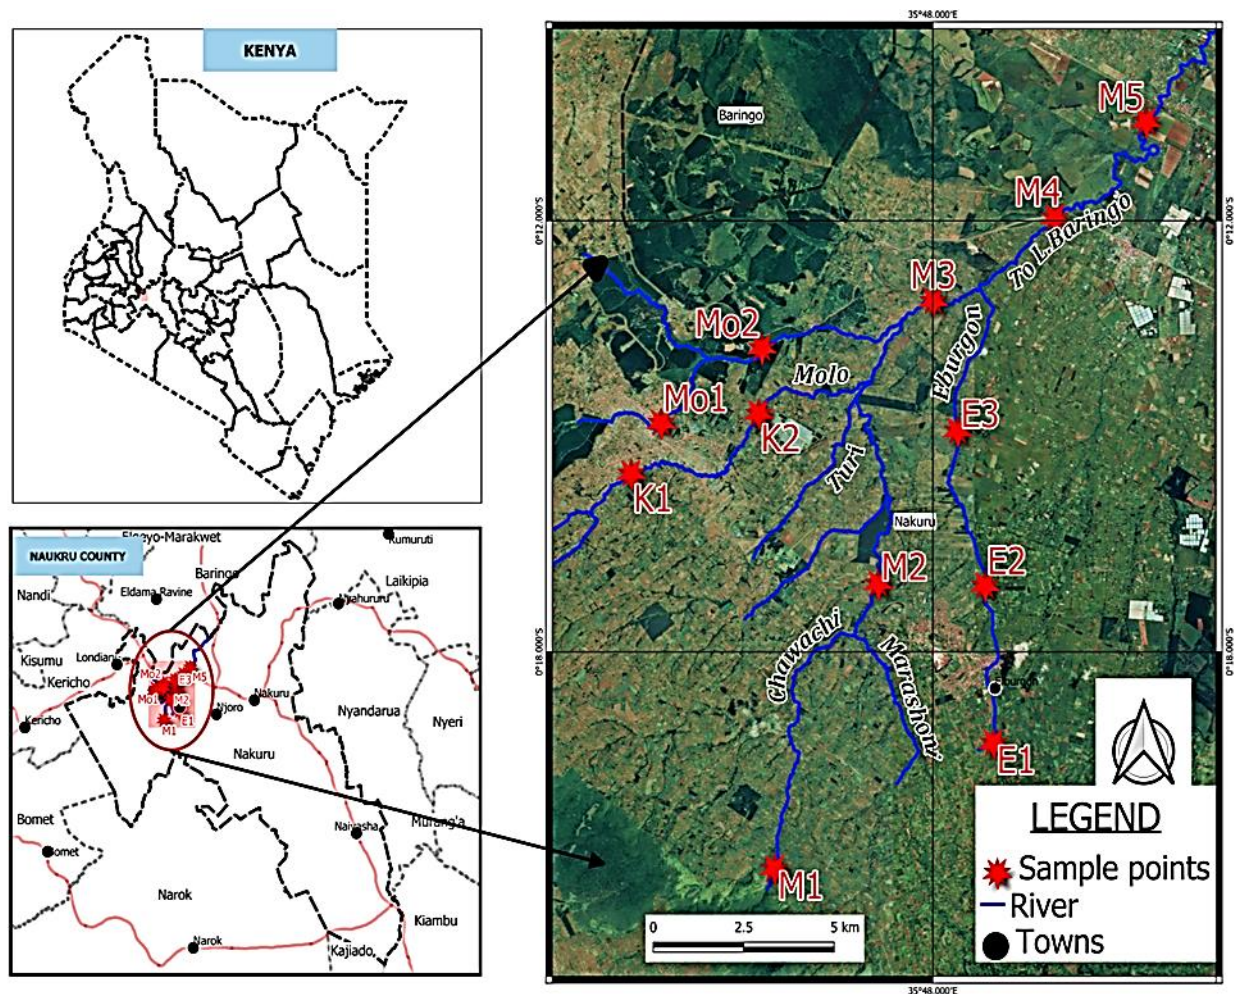 KENYA
NAUKRU COUNTY
Elgeyo-Marakwet
Rumuruti
Baringo
Laikipia
Nandi
Eldama Ravine
Nyahururu
Kisumu
Londiani
Kericho
Mo2
E3
M5
Mo1
M2
Nakuru
Njoro
E1
M1
Kericho
Nyandarua
Nyeri
Nakuru
Bomet
Naivasha
Murang'a
Bomet
Narok
Kiambu
Narok
Kajiado
35°48.000'E
M5
Baringo
M4
0°12.000'S
0°12.000'S
To L.Baringo
M3
Mo2
Eburgon
Molo
Mo1
K2
E3
Turi
K1
Nakuru
M2
E2
Chawachi
Marashoni
0°18.000'S
0°18.000'S
Elburgon
E1
M1
LEGEND
Sample points
River
Towns
0 2.5 5 km
35°48.000'E